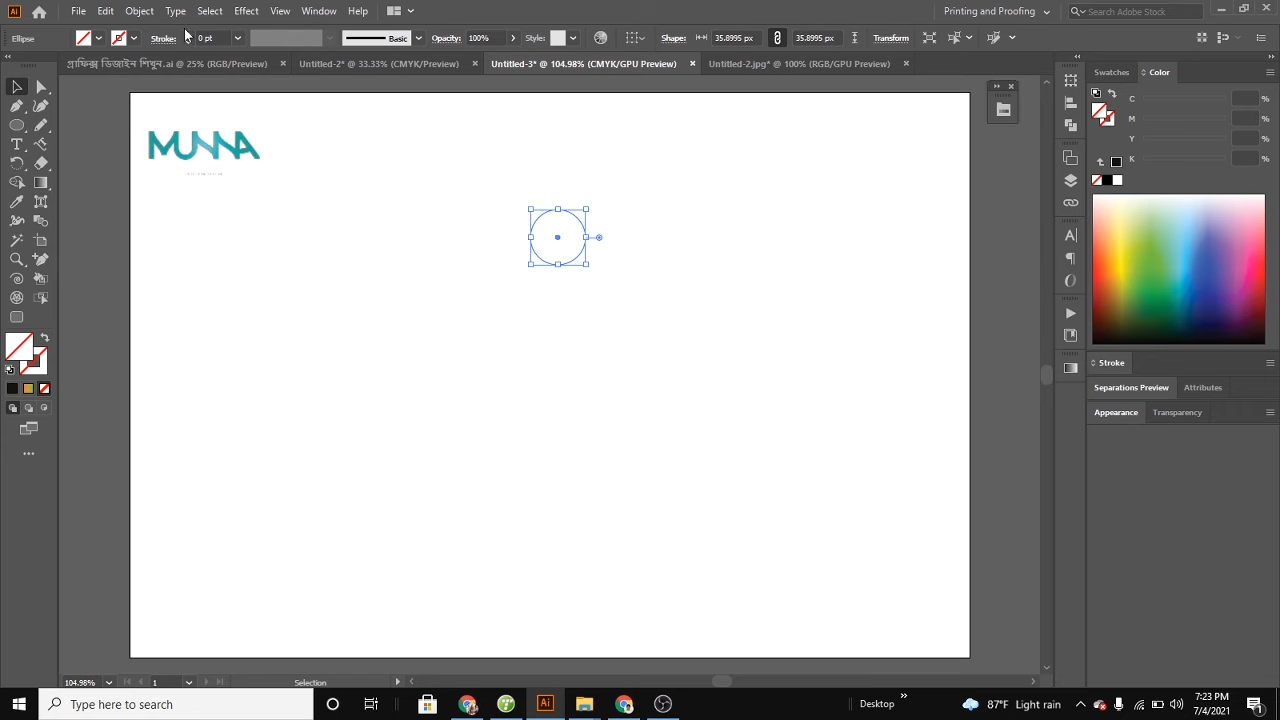 Ai File Edit Object Type Select Effect View Window Help Printing and Proofing Search Adobe Stock
Ellipse Stroke: 0 pt Basic Opacity: 100% Style: Shape: 35.8995 px 35.8995 px Transform
গ্রাফিক্স ডিজাইন শিখুন.ai @ 25% (RGB/Preview) Untitled-2* @ 33.33% (CMYK/Preview) Untitled-3* @ 104.98% (CMYK/GPU Preview) Untitled-2.jpg* @ 100% (RGB/GPU Preview)
Swatches Color
MUNNA
C %
M %
Y %
K %
Stroke
Separations Preview Attributes
Appearance Transparency
104.98% 1 Selection
Type here to search Ai Desktop 87°F Light rain 7:23 PM
7/4/2021